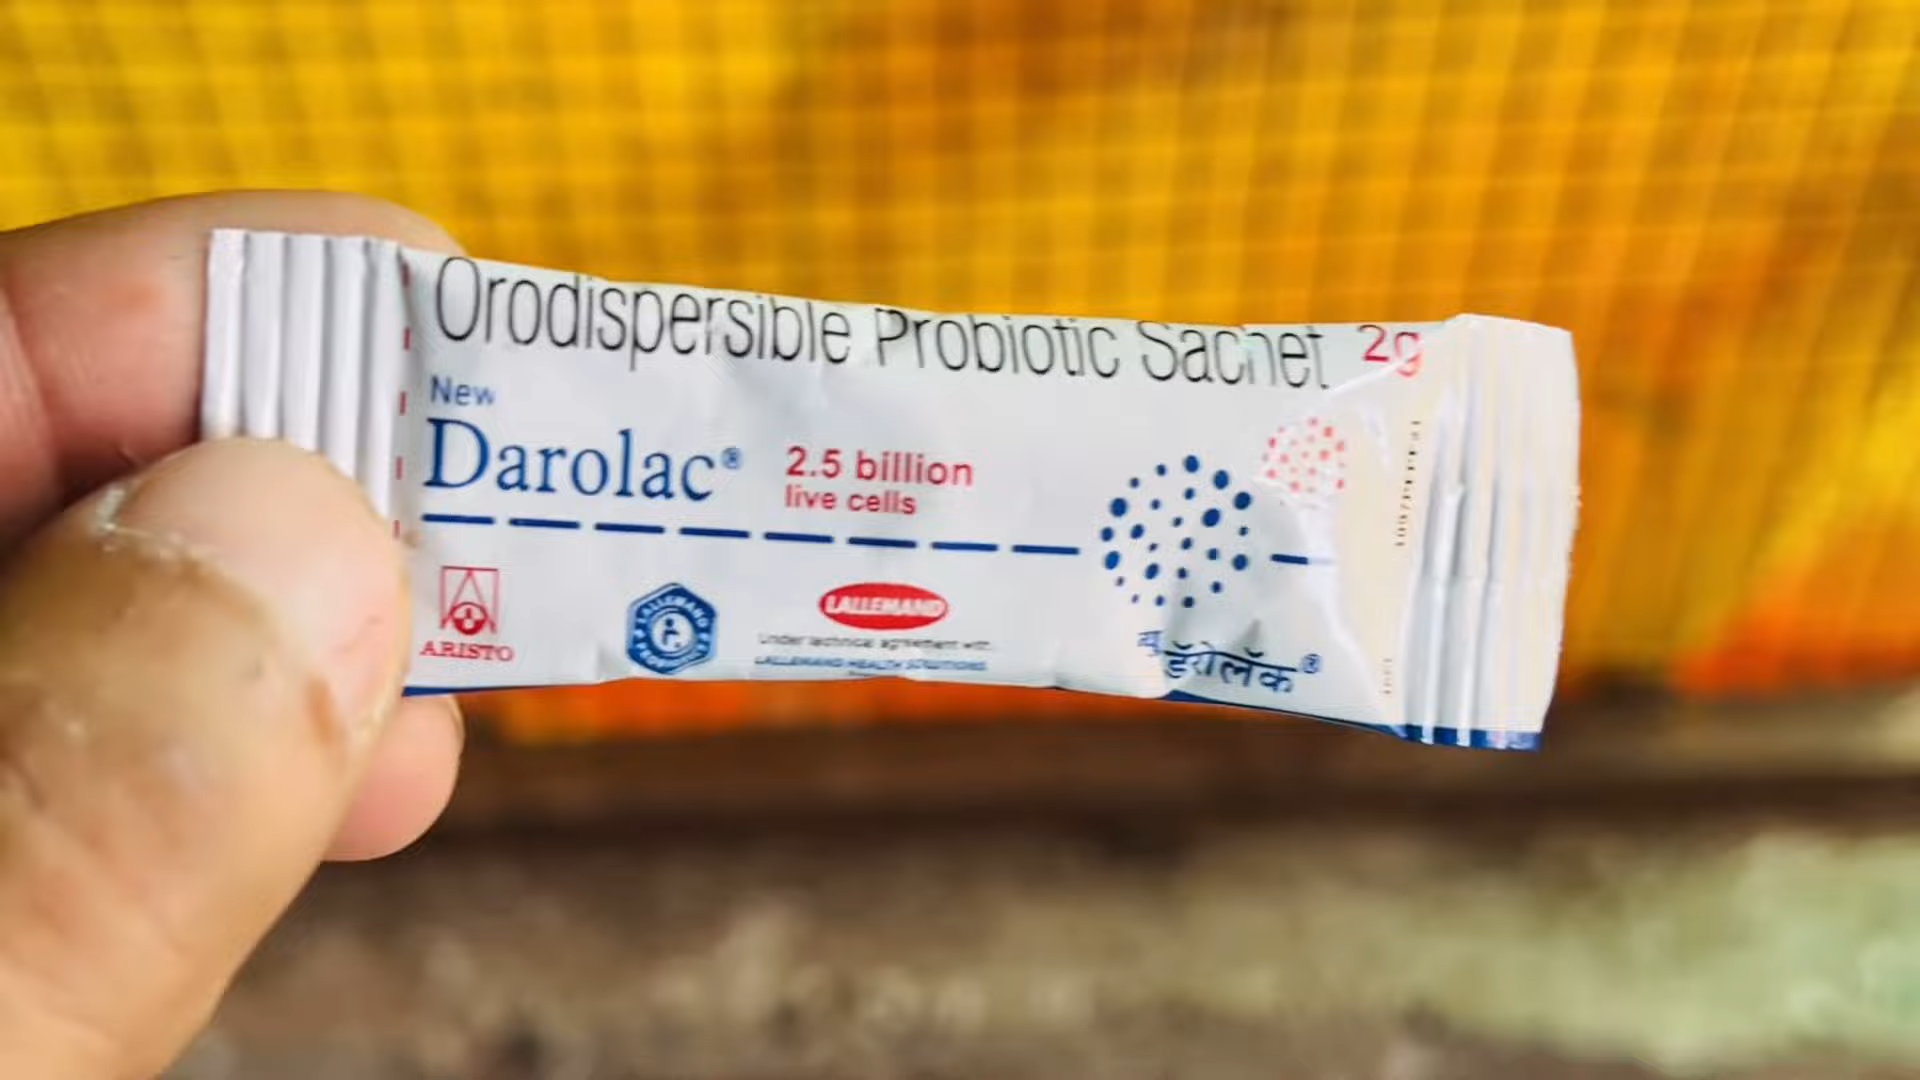 Orodispersible Probiotic Sachet 2g
New
Darolac®
2.5 billion
live cells
ARISTO
LALLEMAND
LALLEMAND
Under technical agreement with
LALLEMAND HEALTH SOLUTIONS
न्यू डॅरोलॅक®